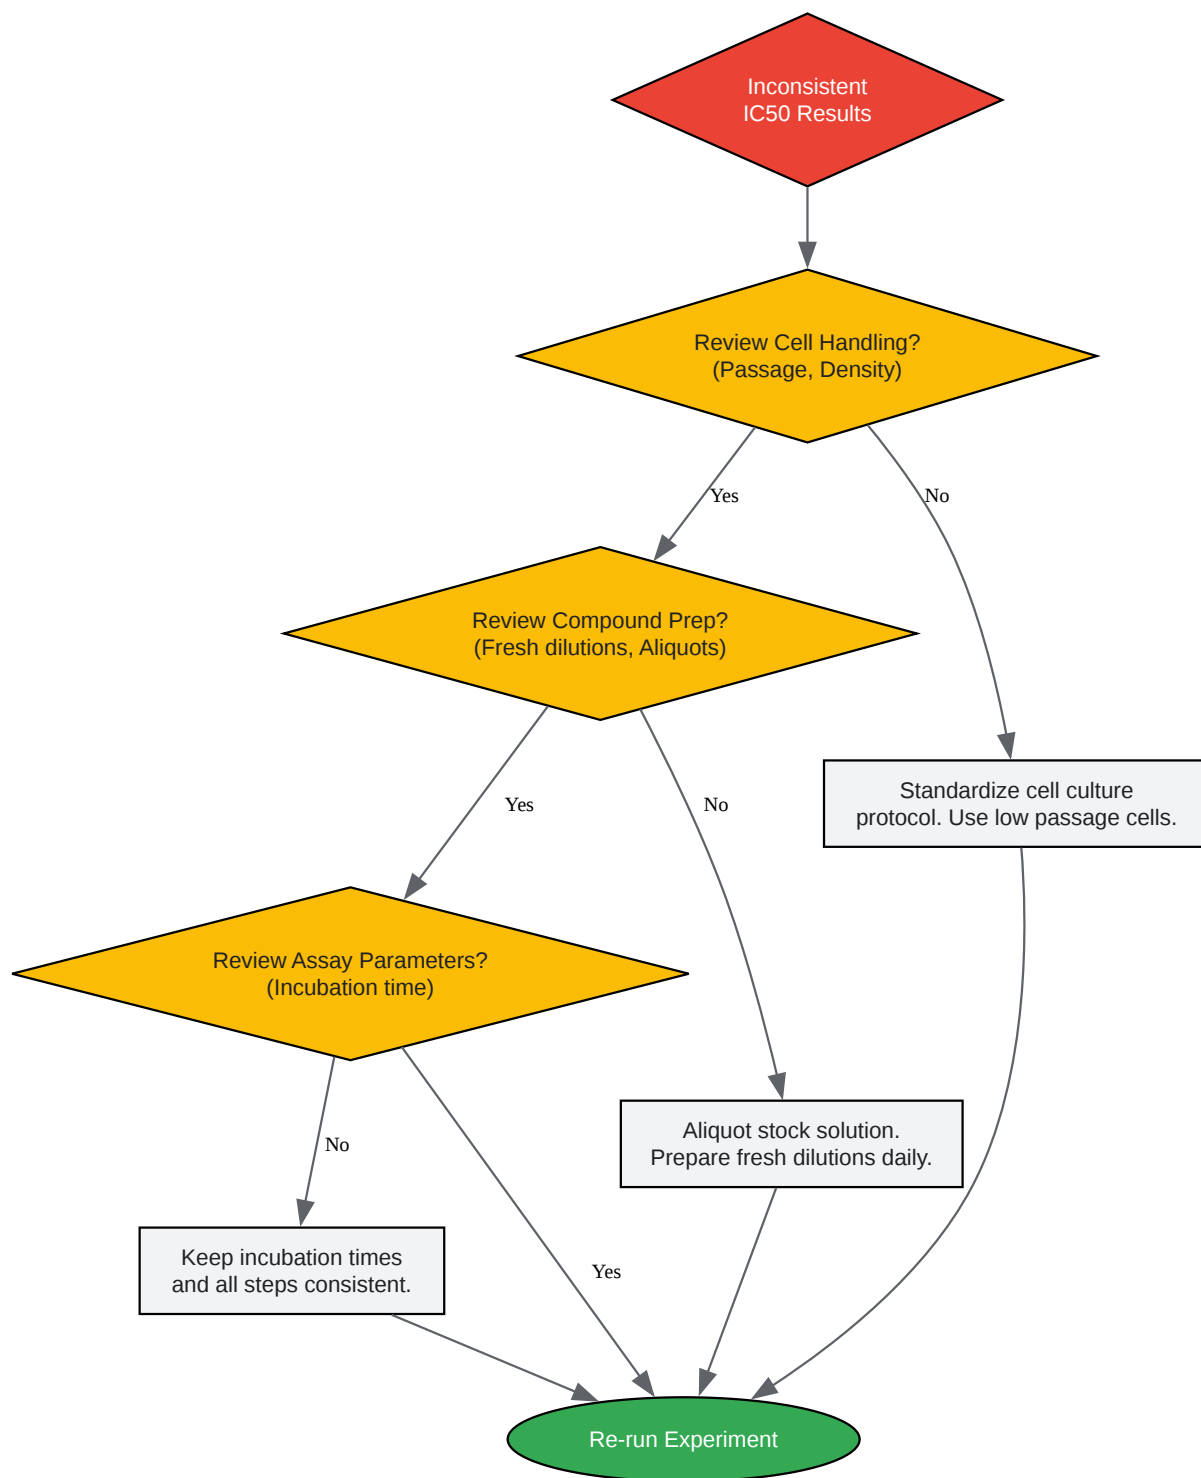 Inconsistent
IC50 Results
Review Cell Handling?
(Passage, Density)
Yes
No
Review Compound Prep?
(Fresh dilutions, Aliquots)
Yes
No
Standardize cell culture
protocol. Use low passage cells.
Review Assay Parameters?
(Incubation time)
No
Yes
Aliquot stock solution.
Prepare fresh dilutions daily.
Keep incubation times
and all steps consistent.
Re-run Experiment